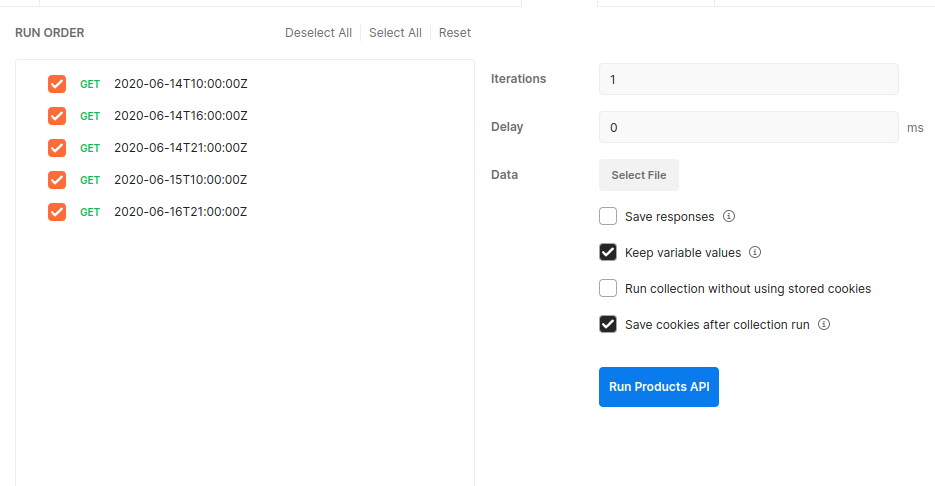 RUN ORDER
Deselect All
Select All
Reset
GET 2020-06-14T10:00:00Z
GET 2020-06-14T16:00:00Z
GET 2020-06-14T21:00:00Z
GET 2020-06-15T10:00:00Z
GET 2020-06-16T21:00:00Z
Iterations
1
Delay
0
ms
Data
Select File
Save responses
Keep variable values
Run collection without using stored cookies
Save cookies after collection run
Run Products API